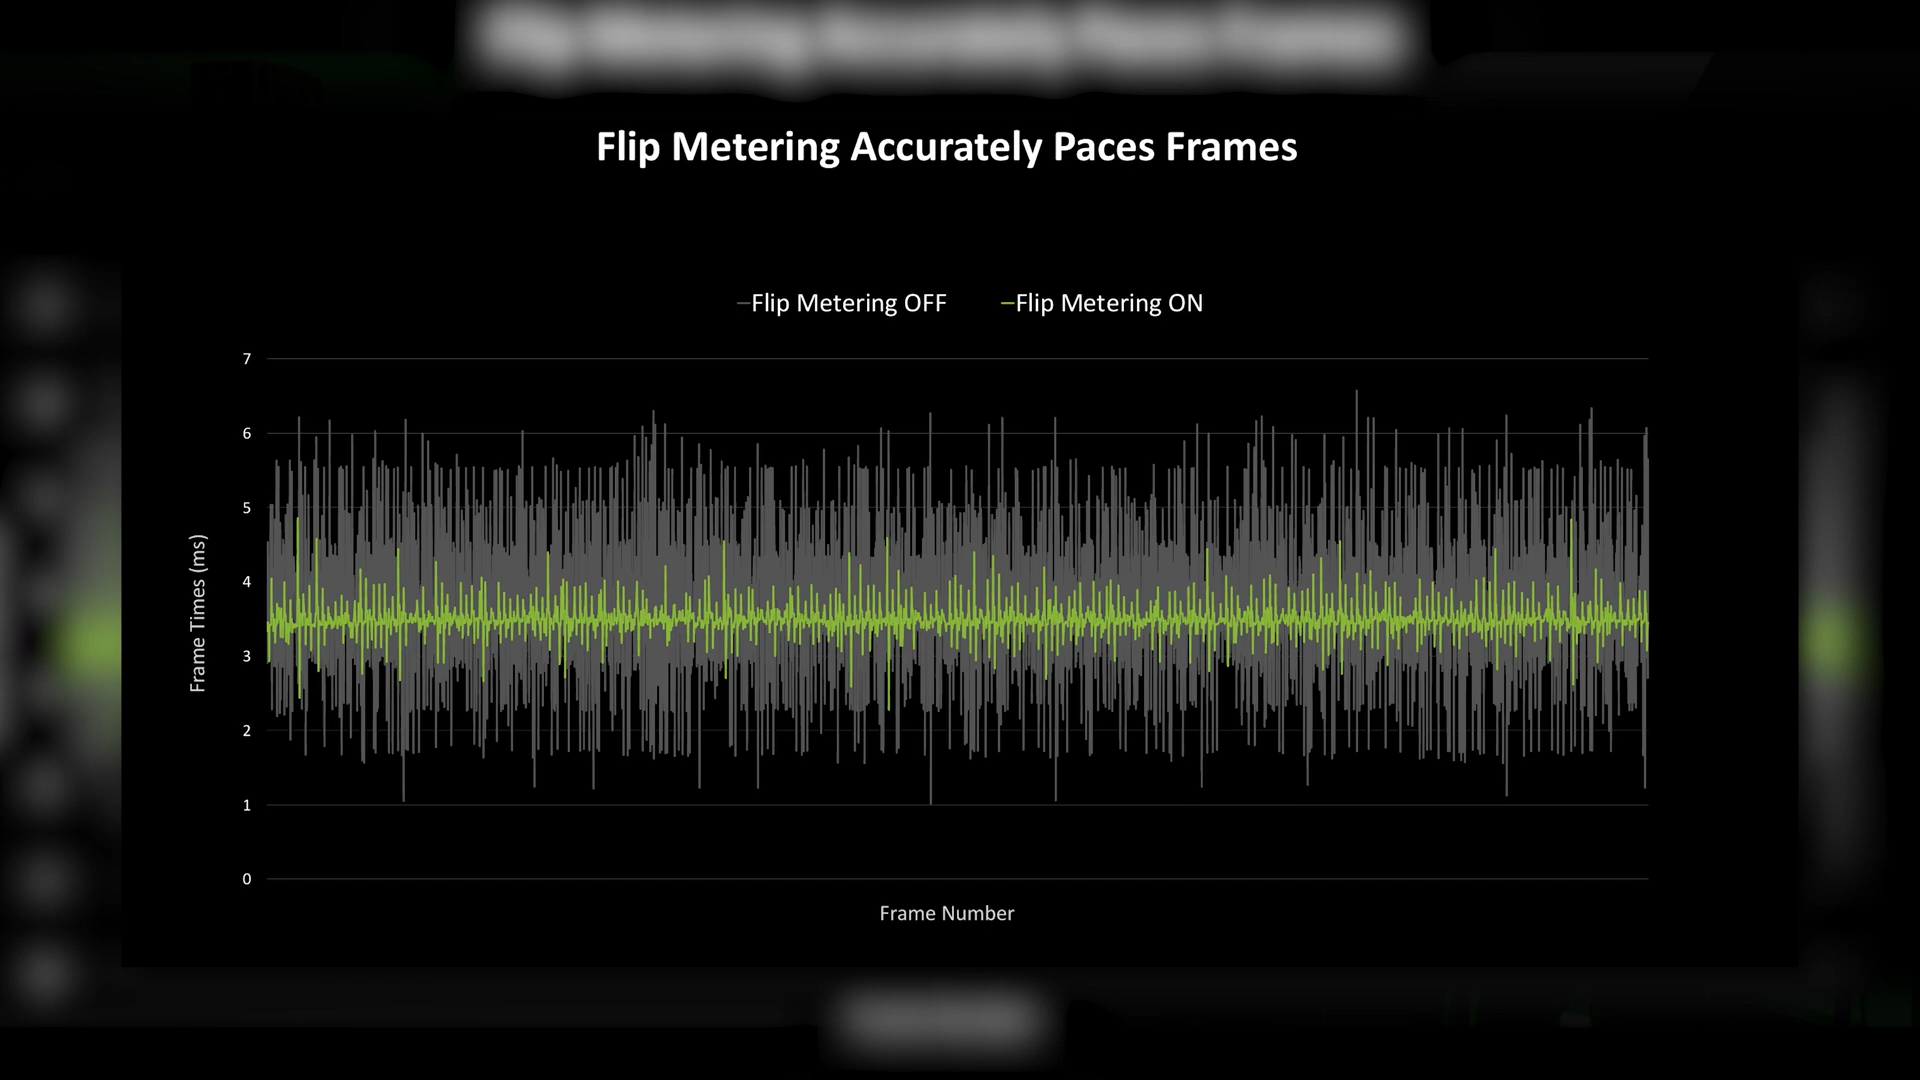 Flip Metering Accurately Paces Frames
Flip Metering OFF
Flip Metering ON
7
6
5
4
3
2
1
0
Frame Times (ms)
Frame Number